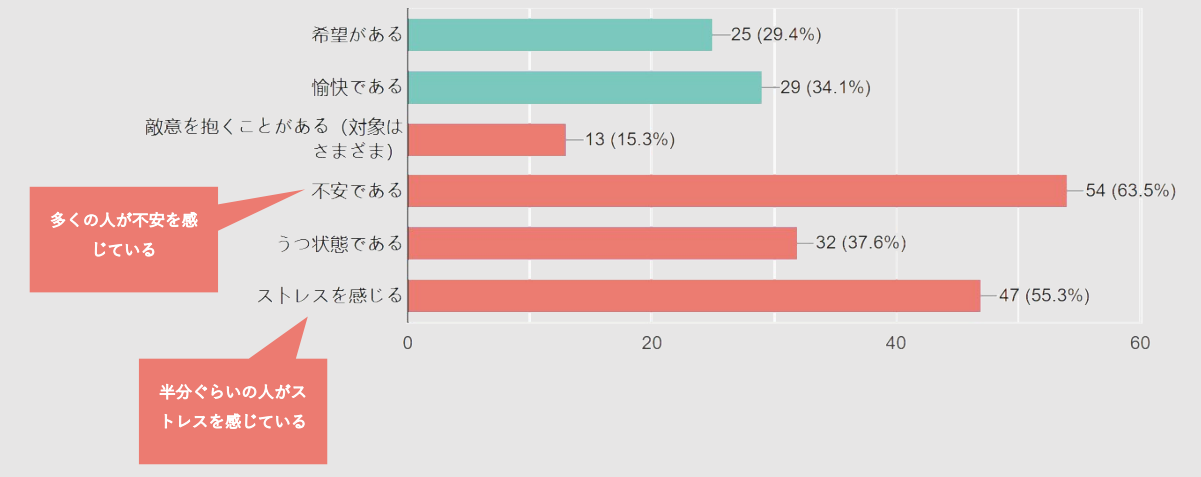 希望がある
25 (29.4%)
愉快である
29 (34.1%)
敵意を抱くことがある（対象は
さまざま）
13 (15.3%)
不安である
54 (63.5%)
多くの人が不安を感
じている
うつ状態である
32 (37.6%)
ストレスを感じる
47 (55.3%)
0 20 40 60
半分ぐらいの人がス
トレスを感じている